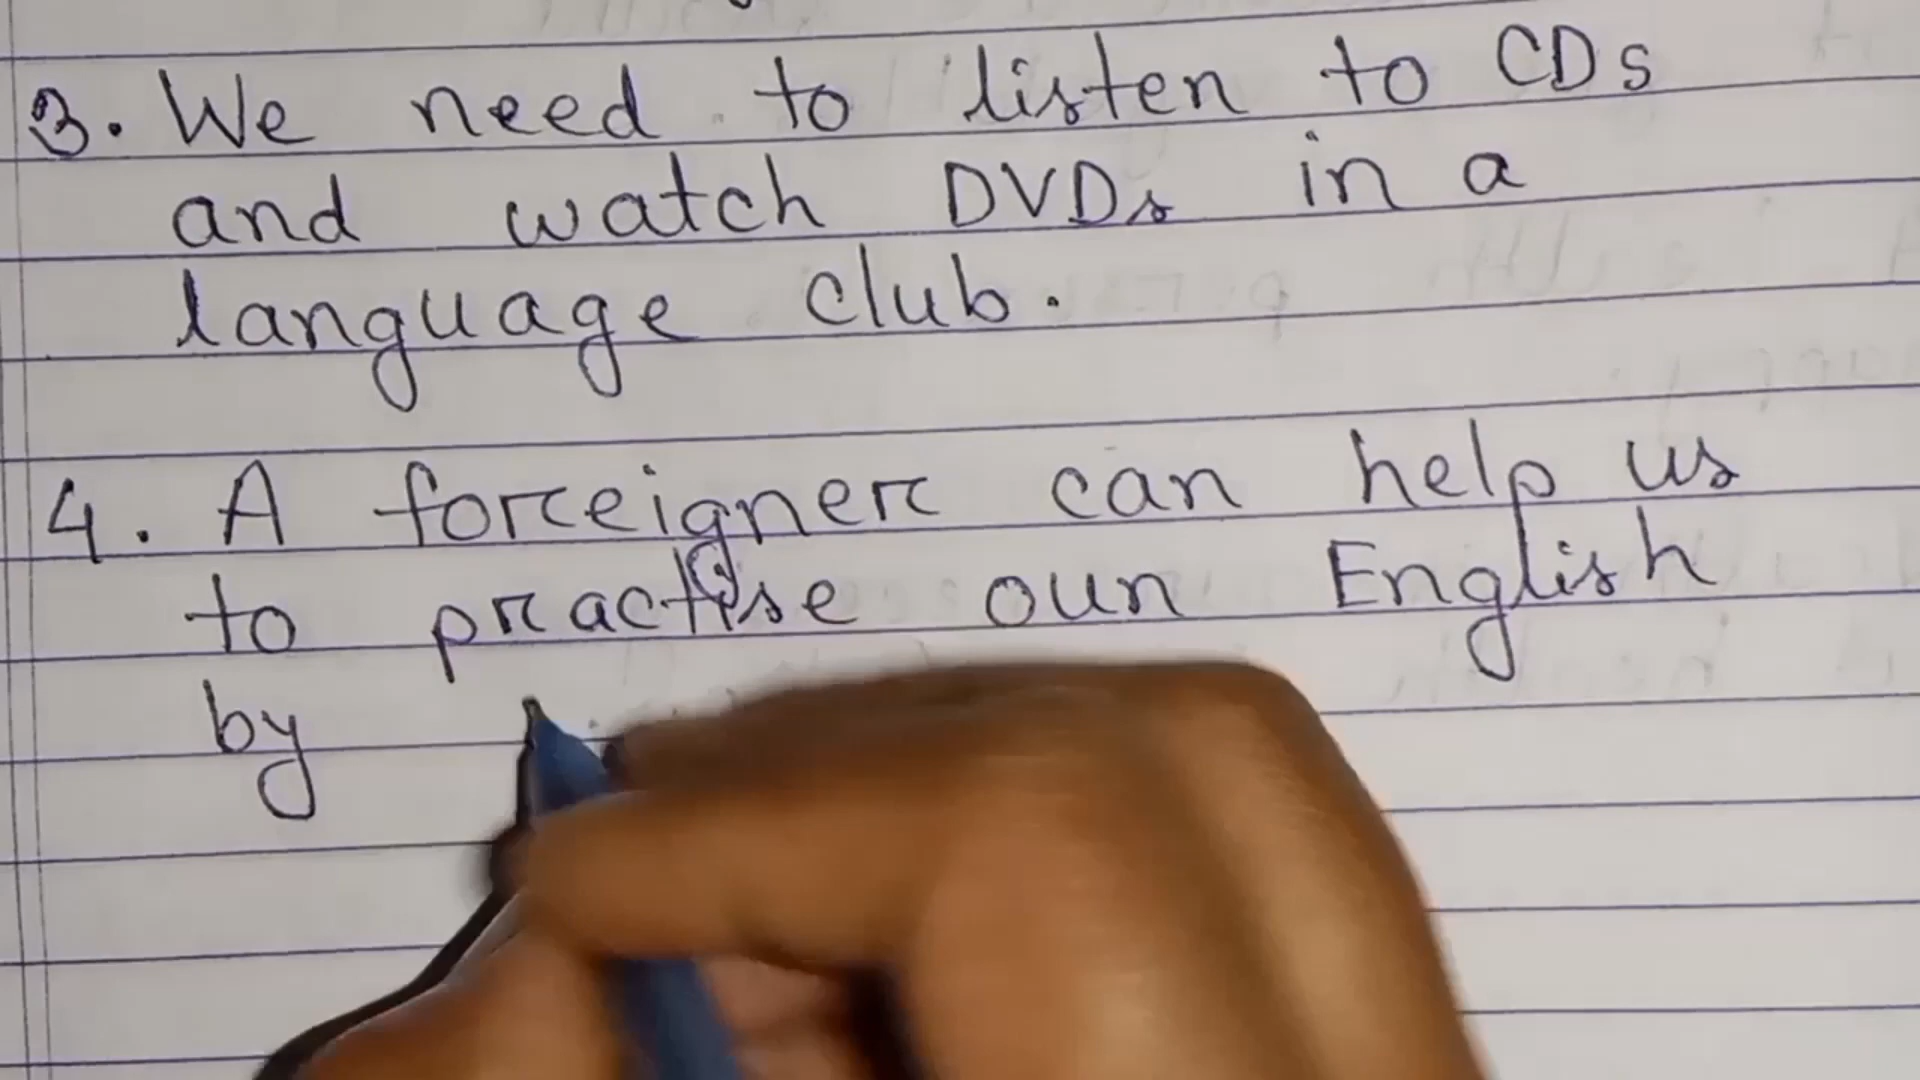 3. We need to listen to CDs
and watch DVDs in a
language club.
4. A foreigner can help us
to practise oun English
by